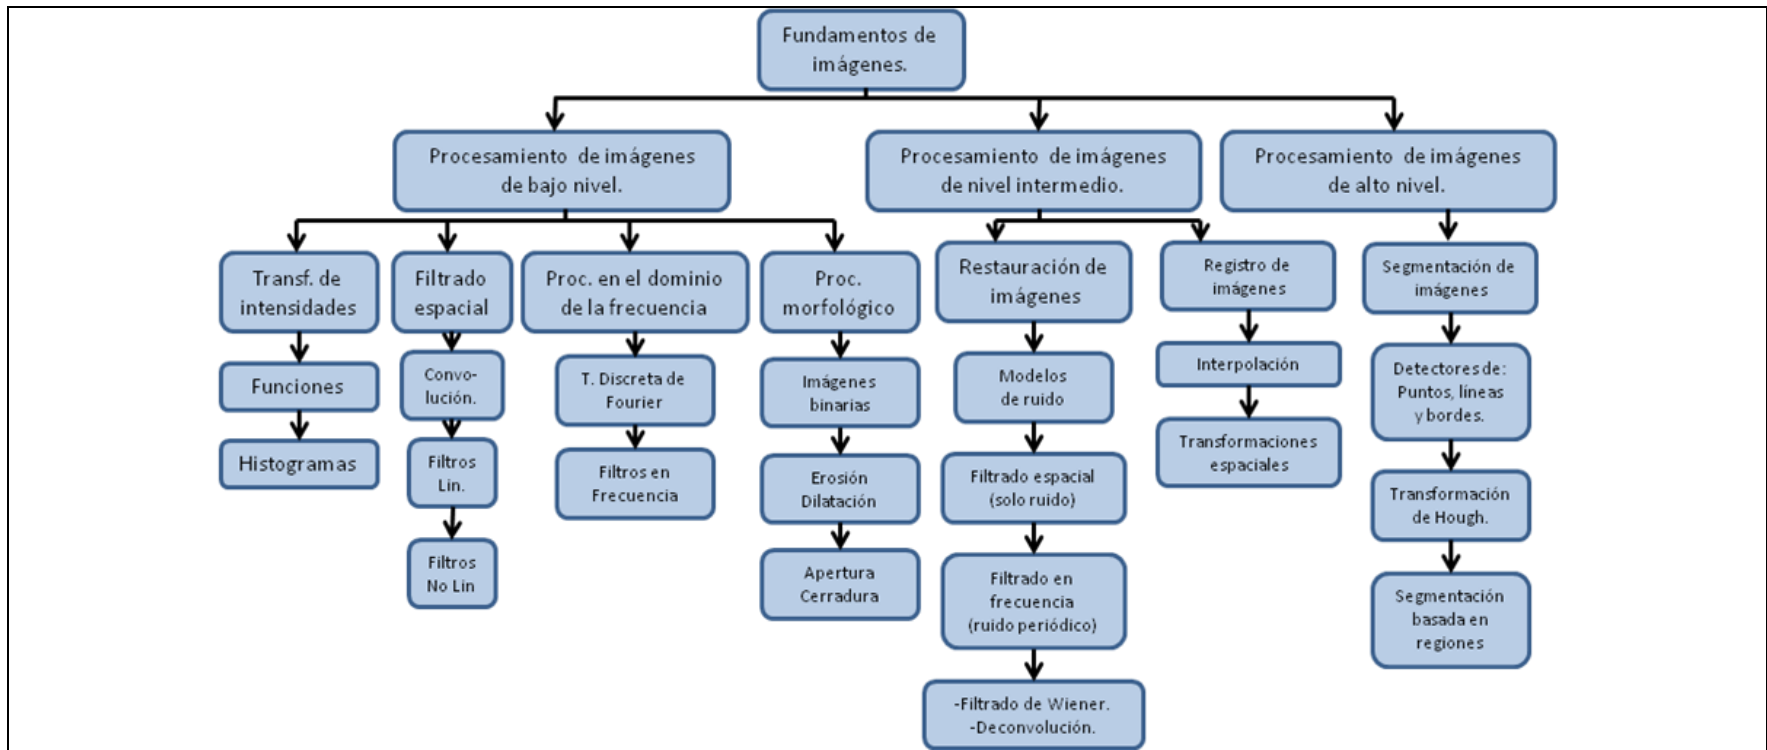 Fundamentos de
imágenes.
Procesamiento de imágenes
de bajo nivel.
Procesamiento de imágenes
de nivel intermedio.
Procesamiento de imágenes
de alto nivel.
Transf. de
intensidades
Filtrado
espacial
Proc. en el dominio
de la frecuencia
Proc.
morfológico
Restauración de
imágenes
Registro de
imágenes
Segmentación de
imágenes
Funciones
Histogramas
Convo-
lución.
Filtros
Lin.
Filtros
No Lin
T. Discreta de
Fourier
Filtros en
Frecuencia
Imágenes
binarias
Erosión
Dilatación
Apertura
Cerradura
Modelos
de ruido
Filtrado espacial
(solo ruido)
Filtrado en
frecuencia
(ruido periódico)
-Filtrado de Wiener.
-Deconvolución.
Interpolación
Transformaciones
espaciales
Detectores de:
Puntos, líneas
y bordes.
Transformación
de Hough.
Segmentación
basada en
regiones